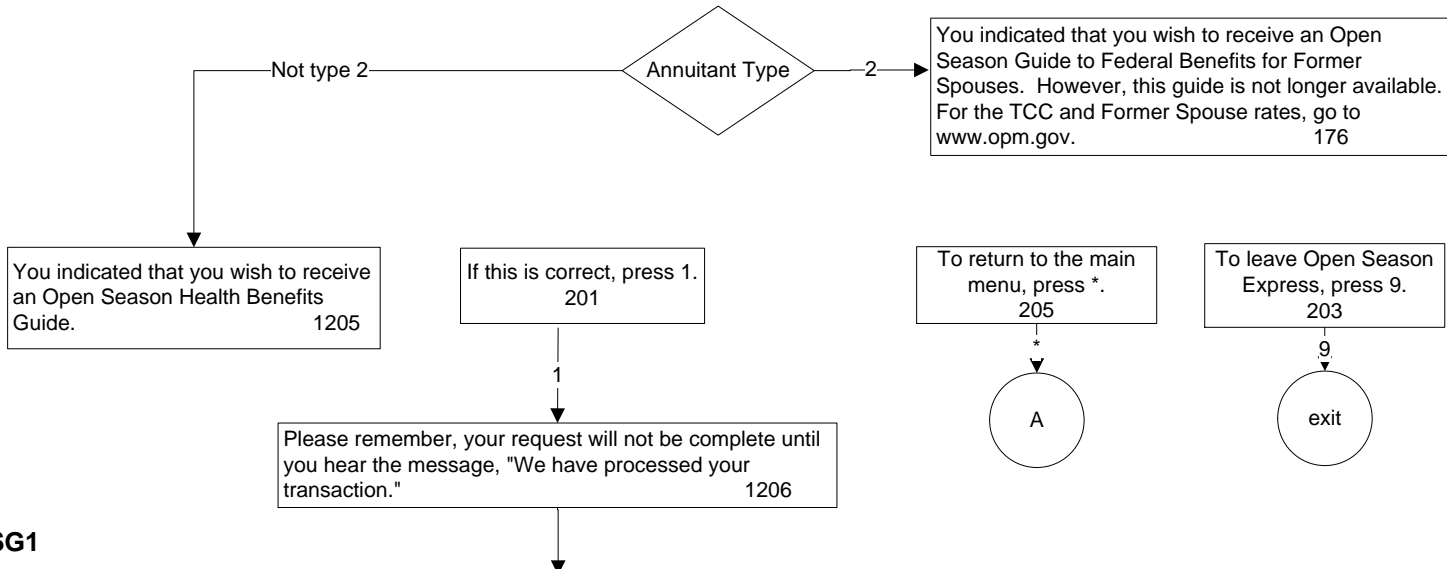 Not type 2
Annuitant Type
2
You indicated that you wish to receive an Open
Season Guide to Federal Benefits for Former
Spouses.  However, this guide is not longer available.
For the TCC and Former Spouse rates, go to
www.opm.gov. 176
You indicated that you wish to receive
an Open Season Health Benefits
Guide. 1205
If this is correct, press 1.
201
1
To return to the main
menu, press *.
205
*
A
To leave Open Season
Express, press 9.
203
9
exit
Please remember, your request will not be complete until
you hear the message, "We have processed your
transaction." 1206